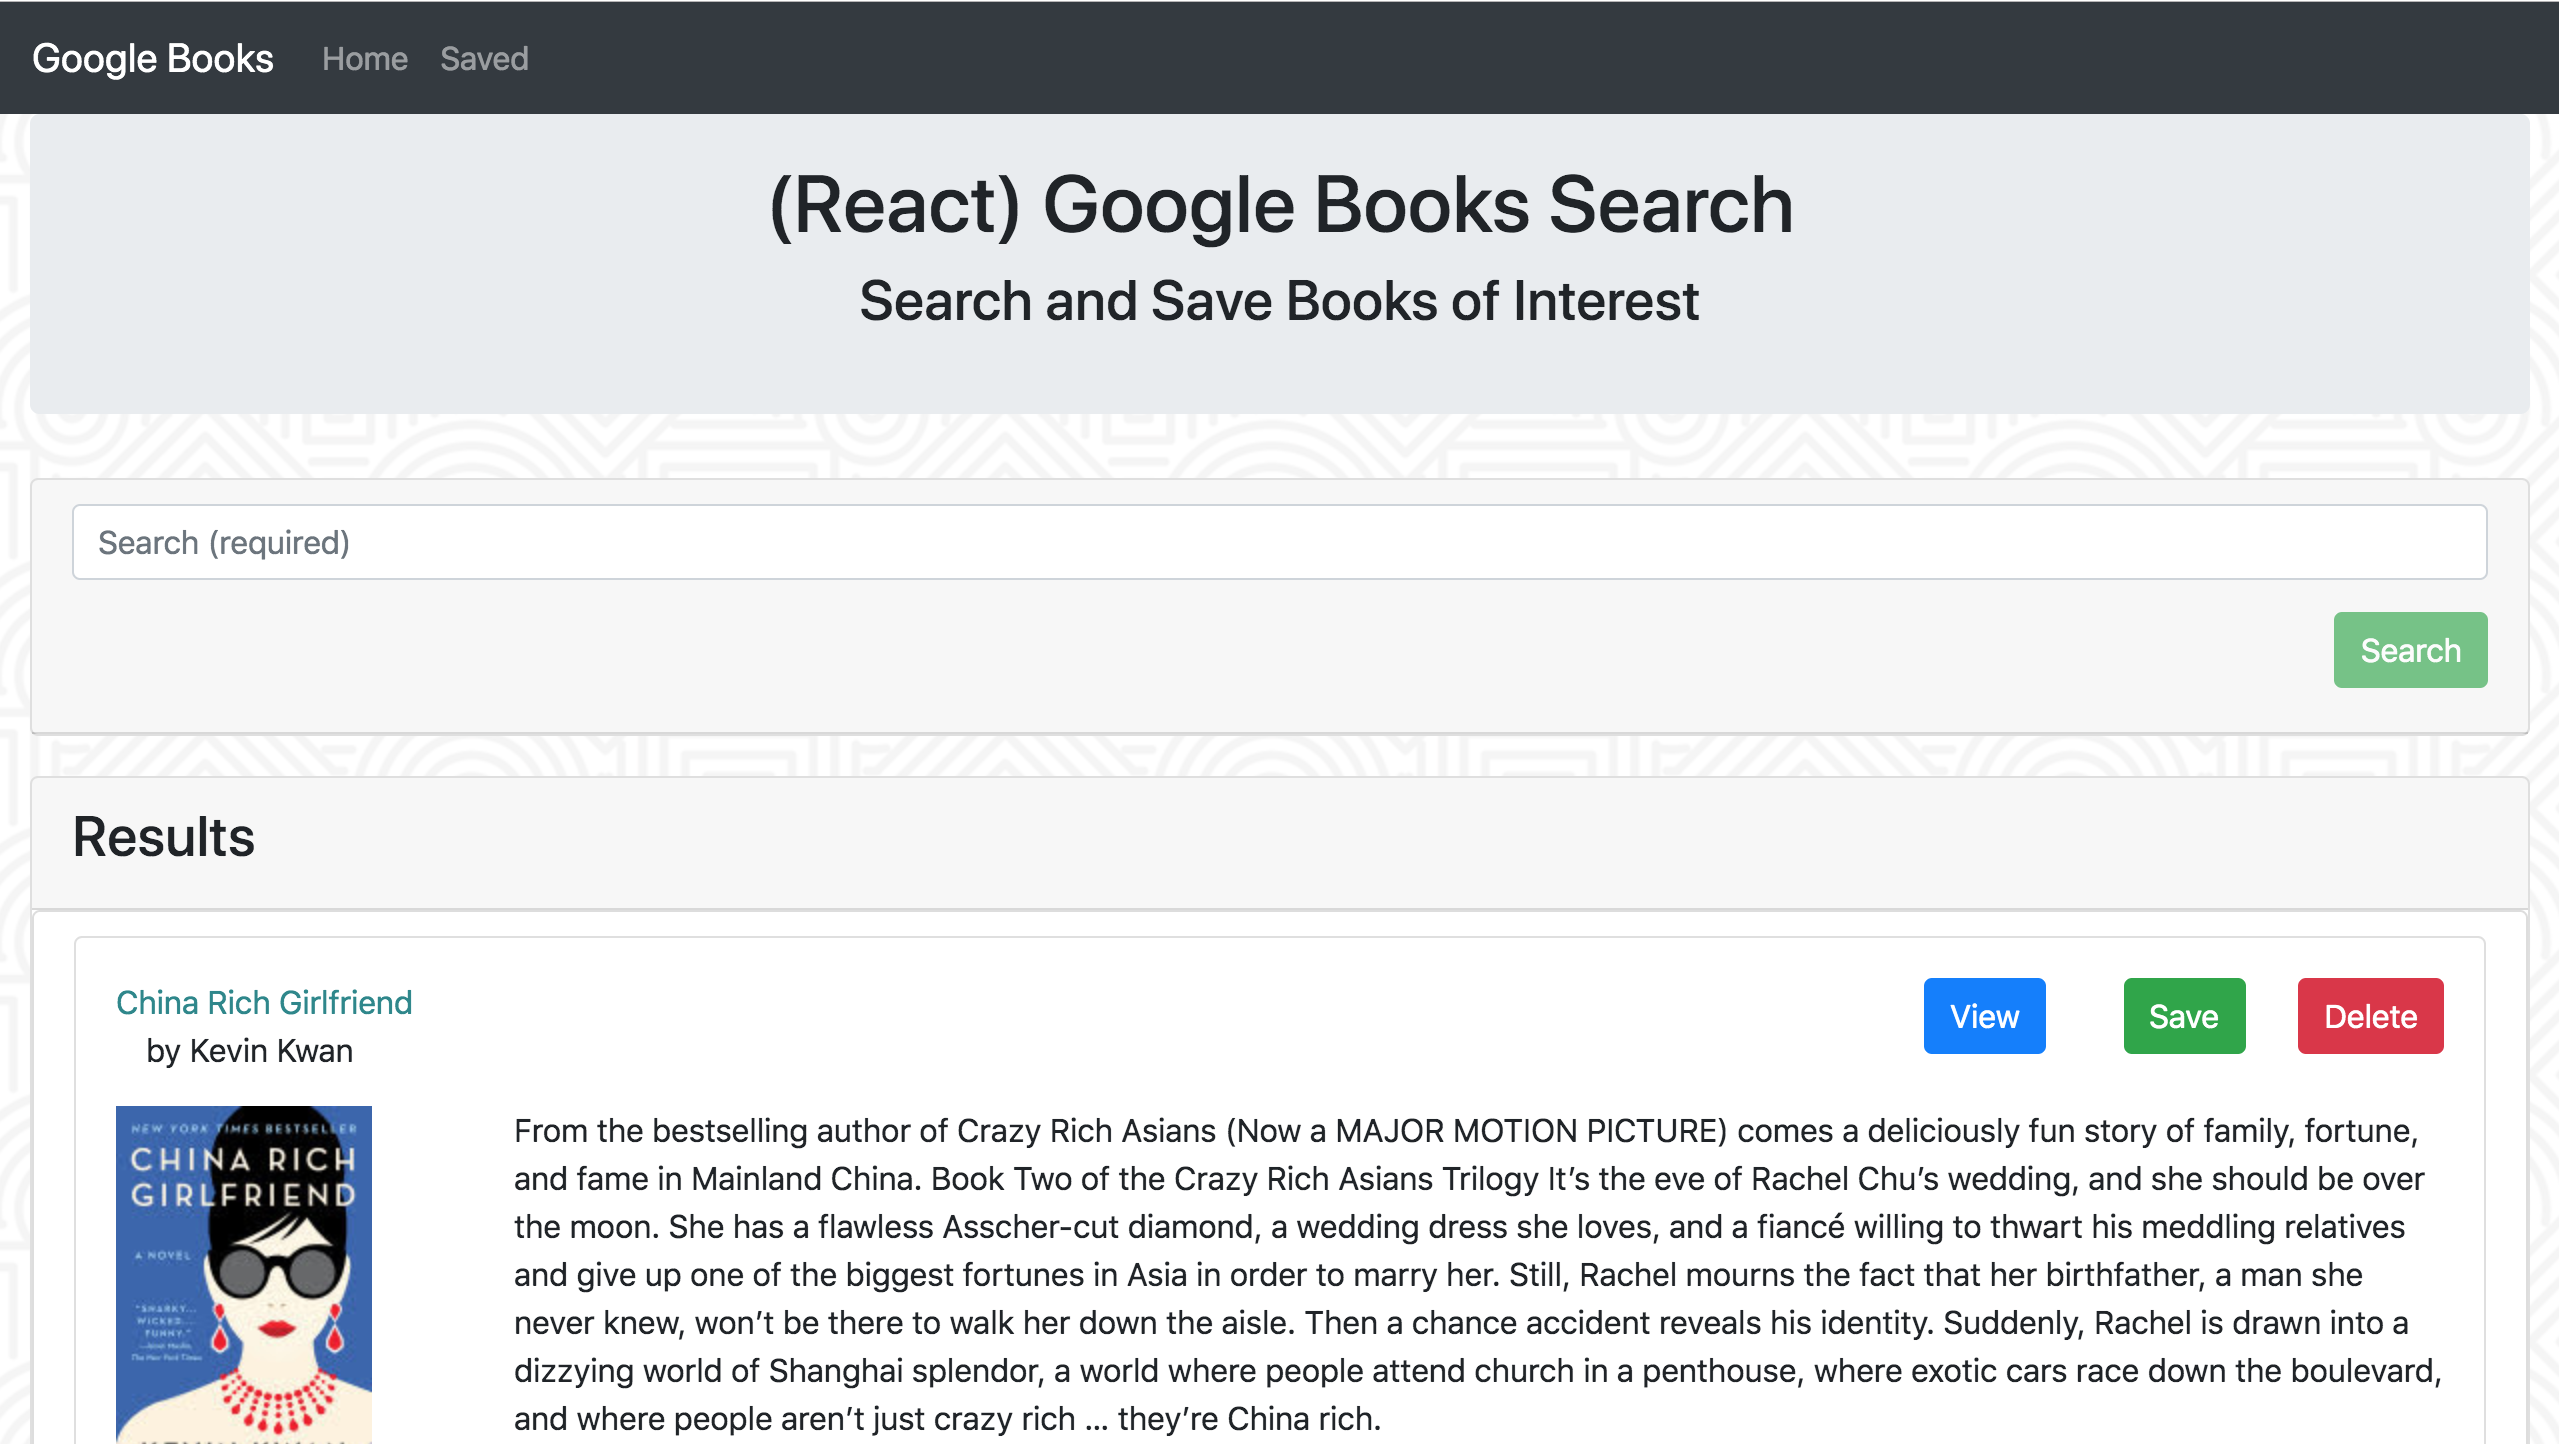 Google Books Home Saved
(React) Google Books Search
Search and Save Books of Interest
Search (required)
Search
Results
China Rich Girlfriend
by Kevin Kwan
View Save Delete
NEW YORK TIMES BESTSELLER
CHINA RICH
GIRLFRIEND
A NOVEL
"SNARKY...
WICKED...
FUNNY."
The New York Times
From the bestselling author of Crazy Rich Asians (Now a MAJOR MOTION PICTURE) comes a deliciously fun story of family, fortune,
and fame in Mainland China. Book Two of the Crazy Rich Asians Trilogy It’s the eve of Rachel Chu’s wedding, and she should be over
the moon. She has a flawless Asscher-cut diamond, a wedding dress she loves, and a fiancé willing to thwart his meddling relatives
and give up one of the biggest fortunes in Asia in order to marry her. Still, Rachel mourns the fact that her birthfather, a man she
never knew, won’t be there to walk her down the aisle. Then a chance accident reveals his identity. Suddenly, Rachel is drawn into a
dizzying world of Shanghai splendor, a world where people attend church in a penthouse, where exotic cars race down the boulevard,
and where people aren’t just crazy rich ... they’re China rich.